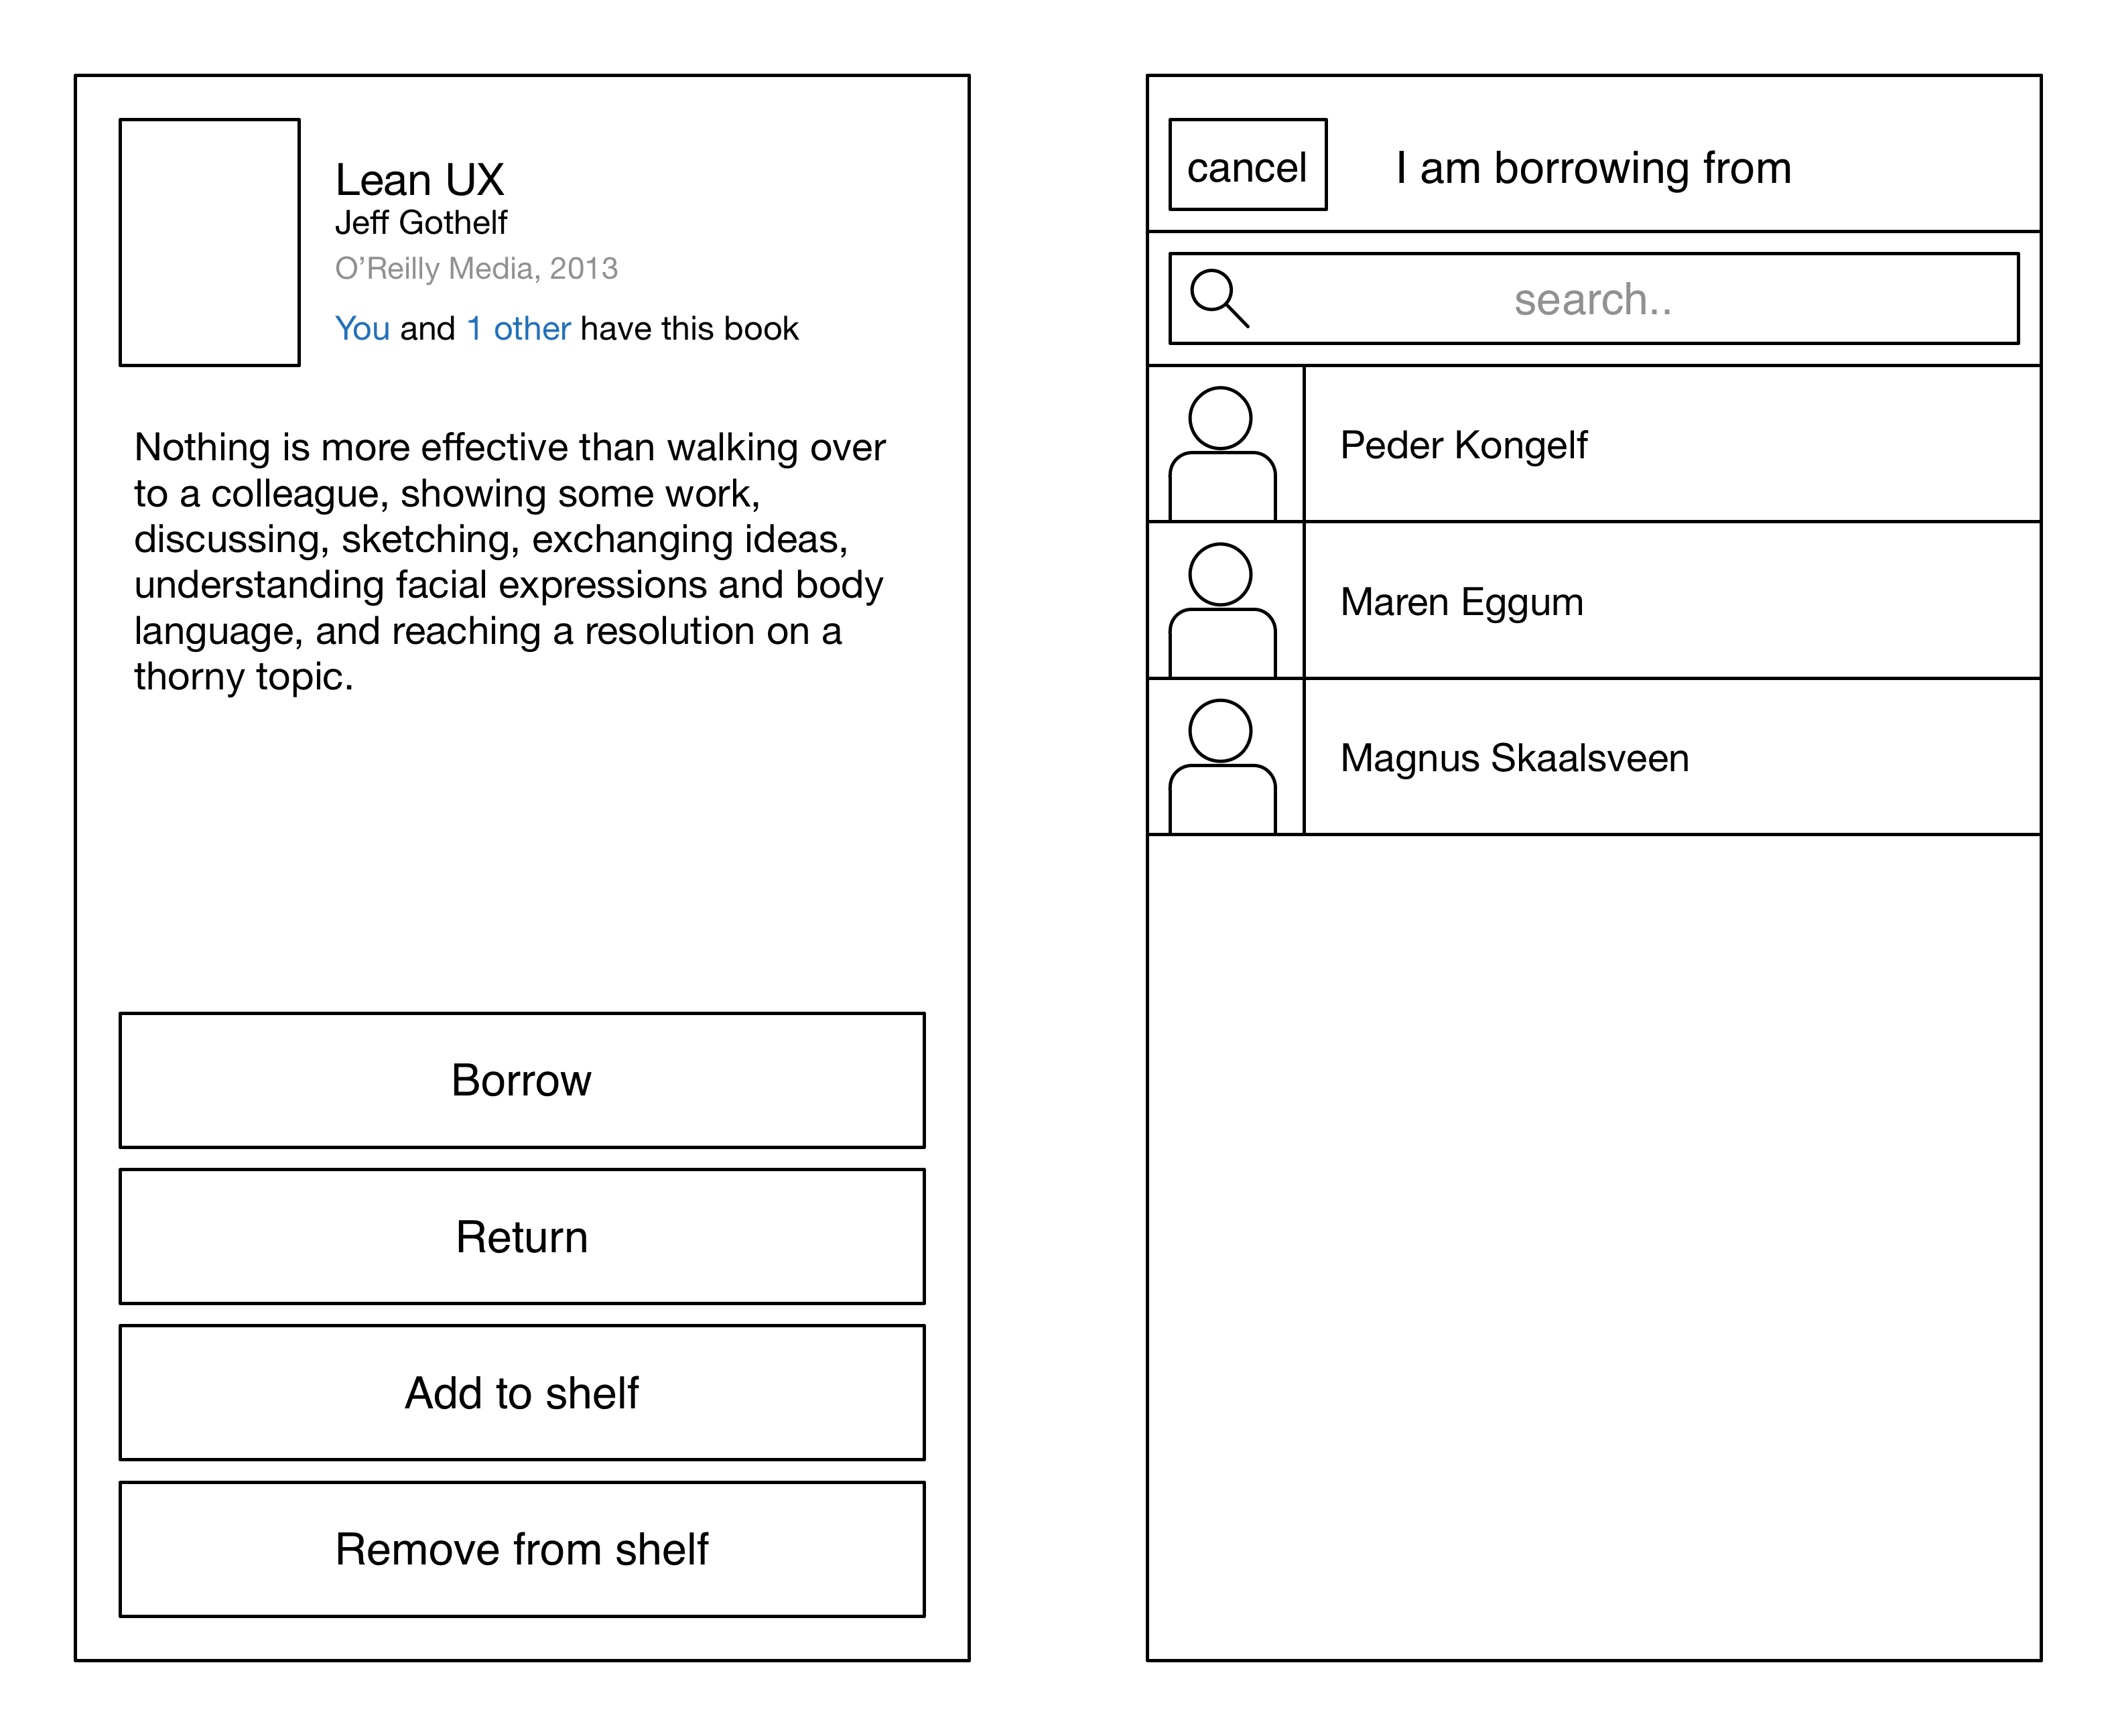 Lean UX
Jeff Gothelf
O’Reilly Media, 2013
You and 1 other have this book
Nothing is more effective than walking over
to a colleague, showing some work,
discussing, sketching, exchanging ideas,
understanding facial expressions and body
language, and reaching a resolution on a
thorny topic.
Borrow
Return
Add to shelf
Remove from shelf
cancel
I am borrowing from
search..
Peder Kongelf
Maren Eggum
Magnus Skaalsveen